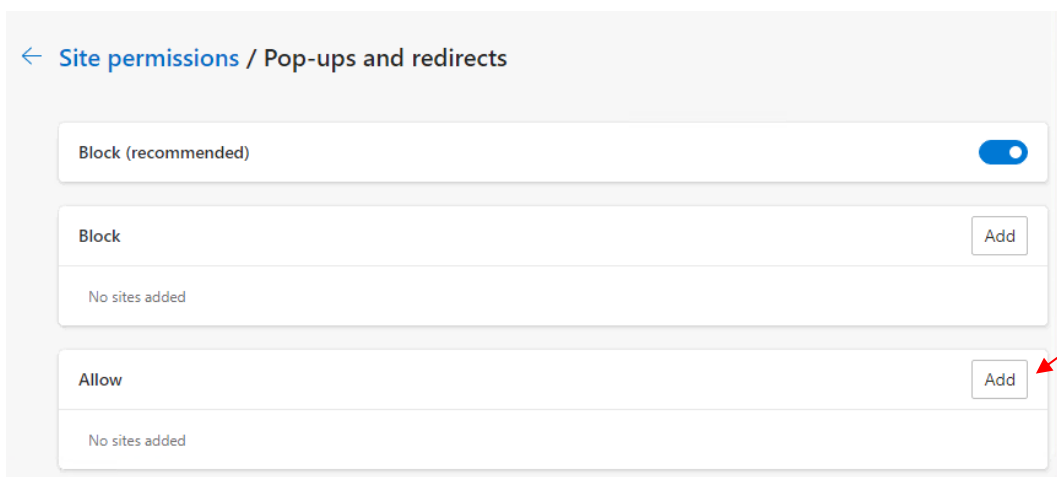 Site permissions / Pop-ups and redirects
Block (recommended)
Block
Add
No sites added
Allow
Add
No sites added